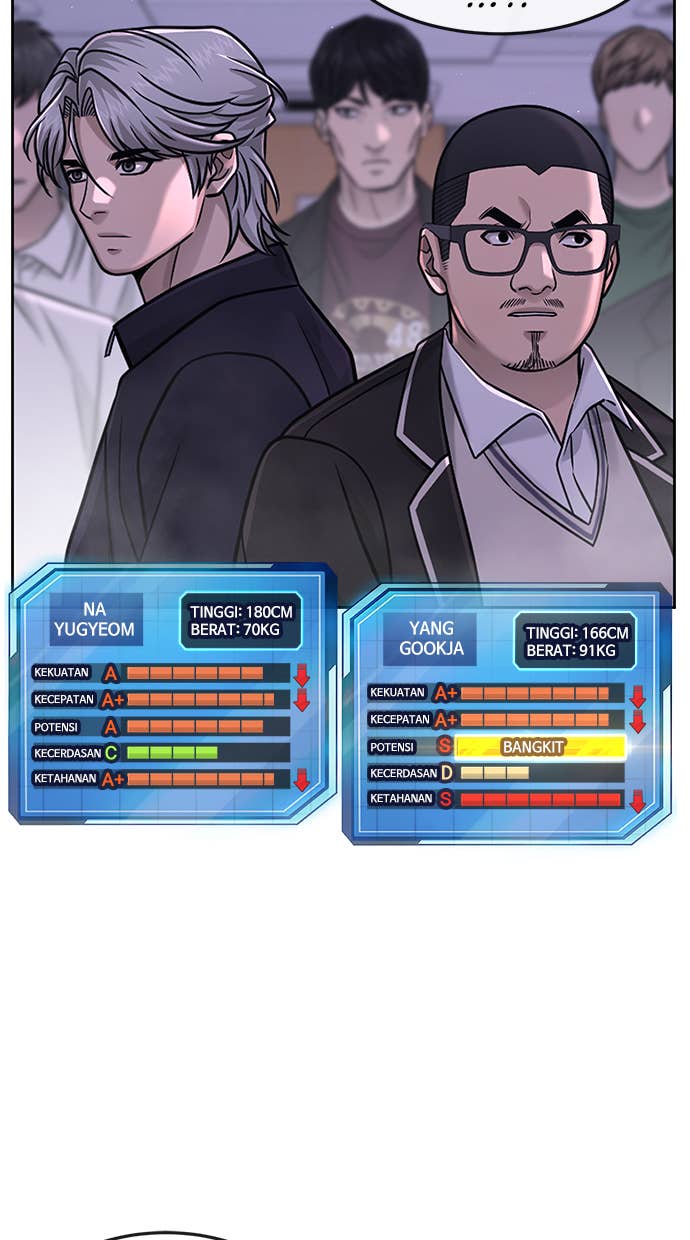 ......
48
NA
YUGYEOM
TINGGI: 180CM
BERAT: 70KG
KEKUATAN A
KECEPATAN A+
POTENSI A
KECERDASAN C
KETAHANAN A+
YANG
GOOKJA
TINGGI: 166CM
BERAT: 91KG
KEKUATAN A+
KECEPATAN A+
POTENSI S BANGKIT
KECERDASAN D
KETAHANAN S